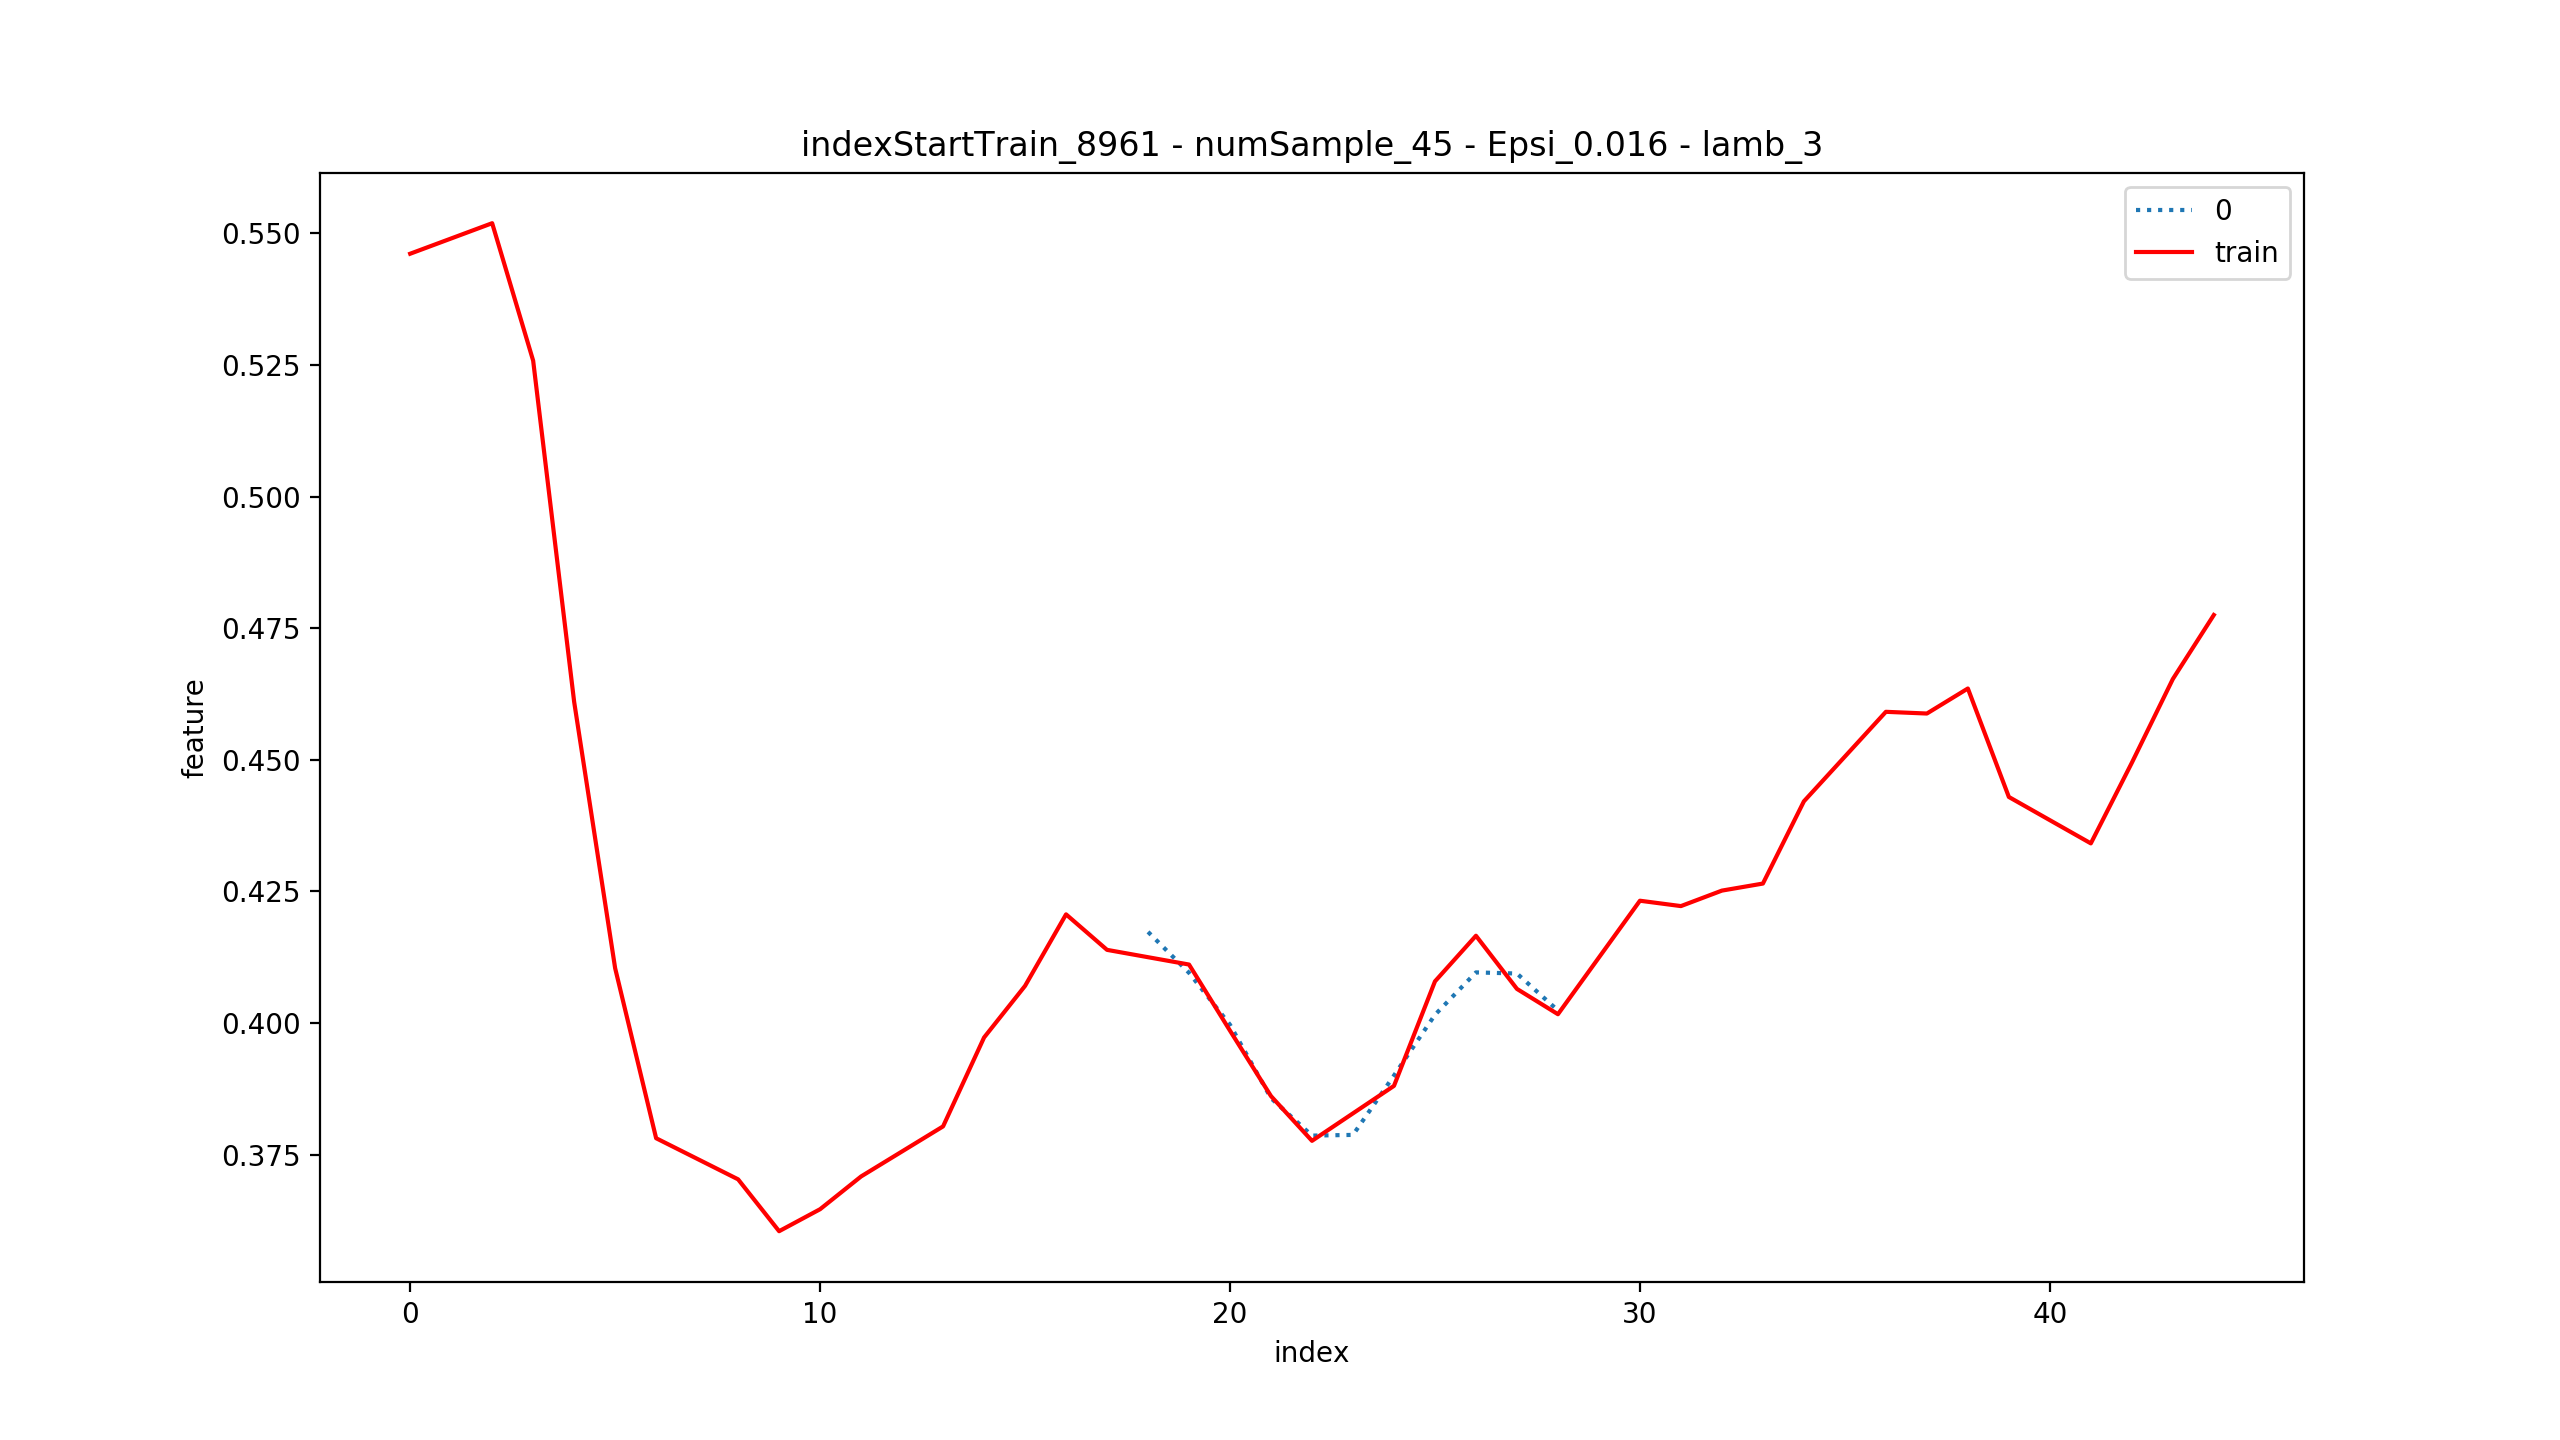 indexStartTrain_8961 - numSample_45 - Epsi_0.016 - lamb_3
0
train
0.550
0.525
0.500
0.475
0.450
0.425
0.400
0.375
feature
0 10 20 30 40
index